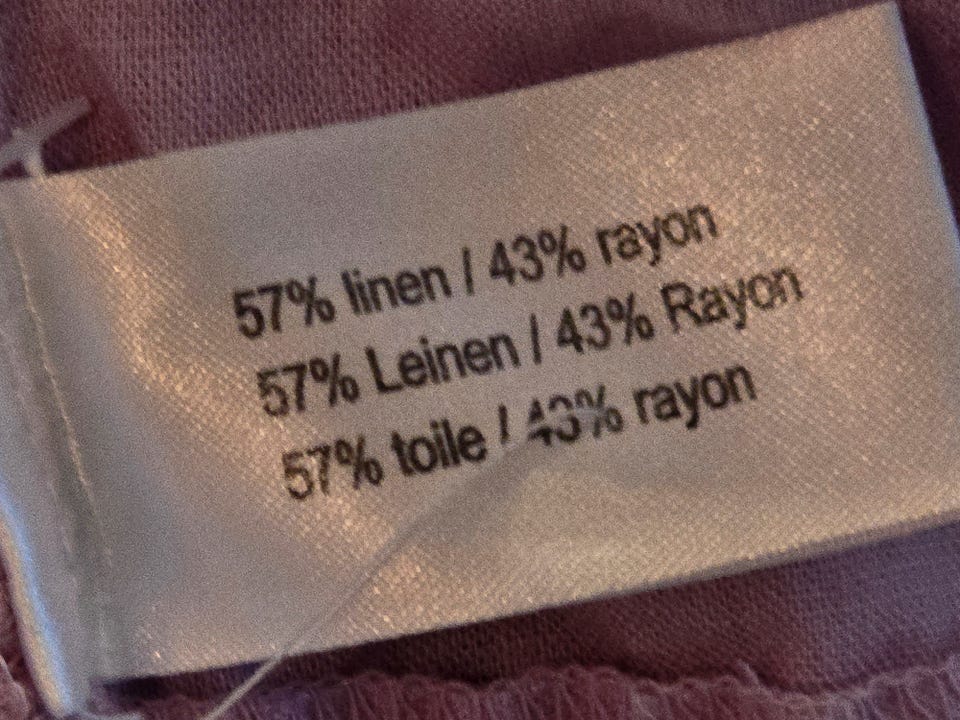 57% linen / 43% rayon
57% Leinen / 43% Rayon
57% toile / 43% rayon